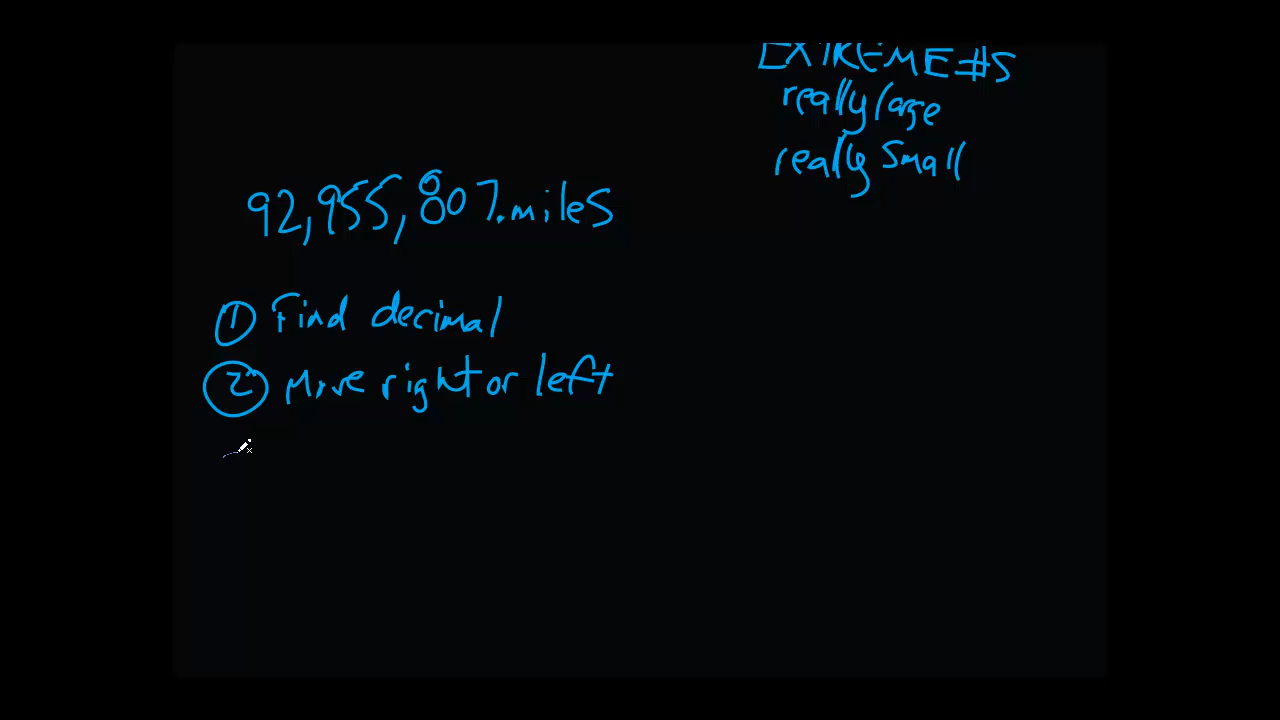 EXTREME #S
really large
really small
92,955,807. miles
① Find decimal
② Move right or left